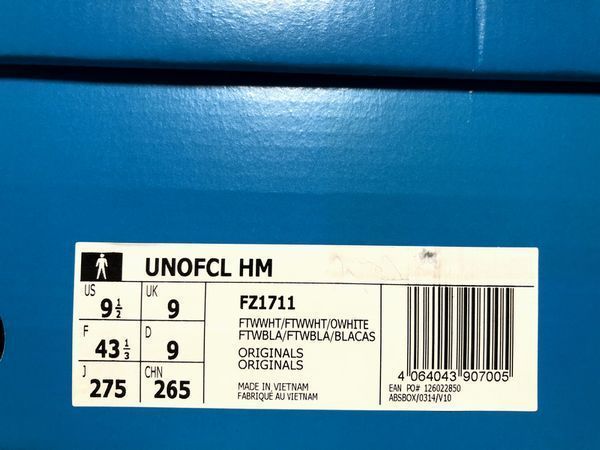 UNOFCL HM
US 9 1/2 UK 9
F 43 1/3 D 9
J 275 CHN 265
FZ1711
FTWWHT/FTWWHT/OWHITE
FTWBLA/FTWBLA/BLACAS
ORIGINALS
ORIGINALS
MADE IN VIETNAM
FABRIQUE AU VIETNAM
4 064043 907005
EAN PO# 126022850
ABSBOX/0314/V10